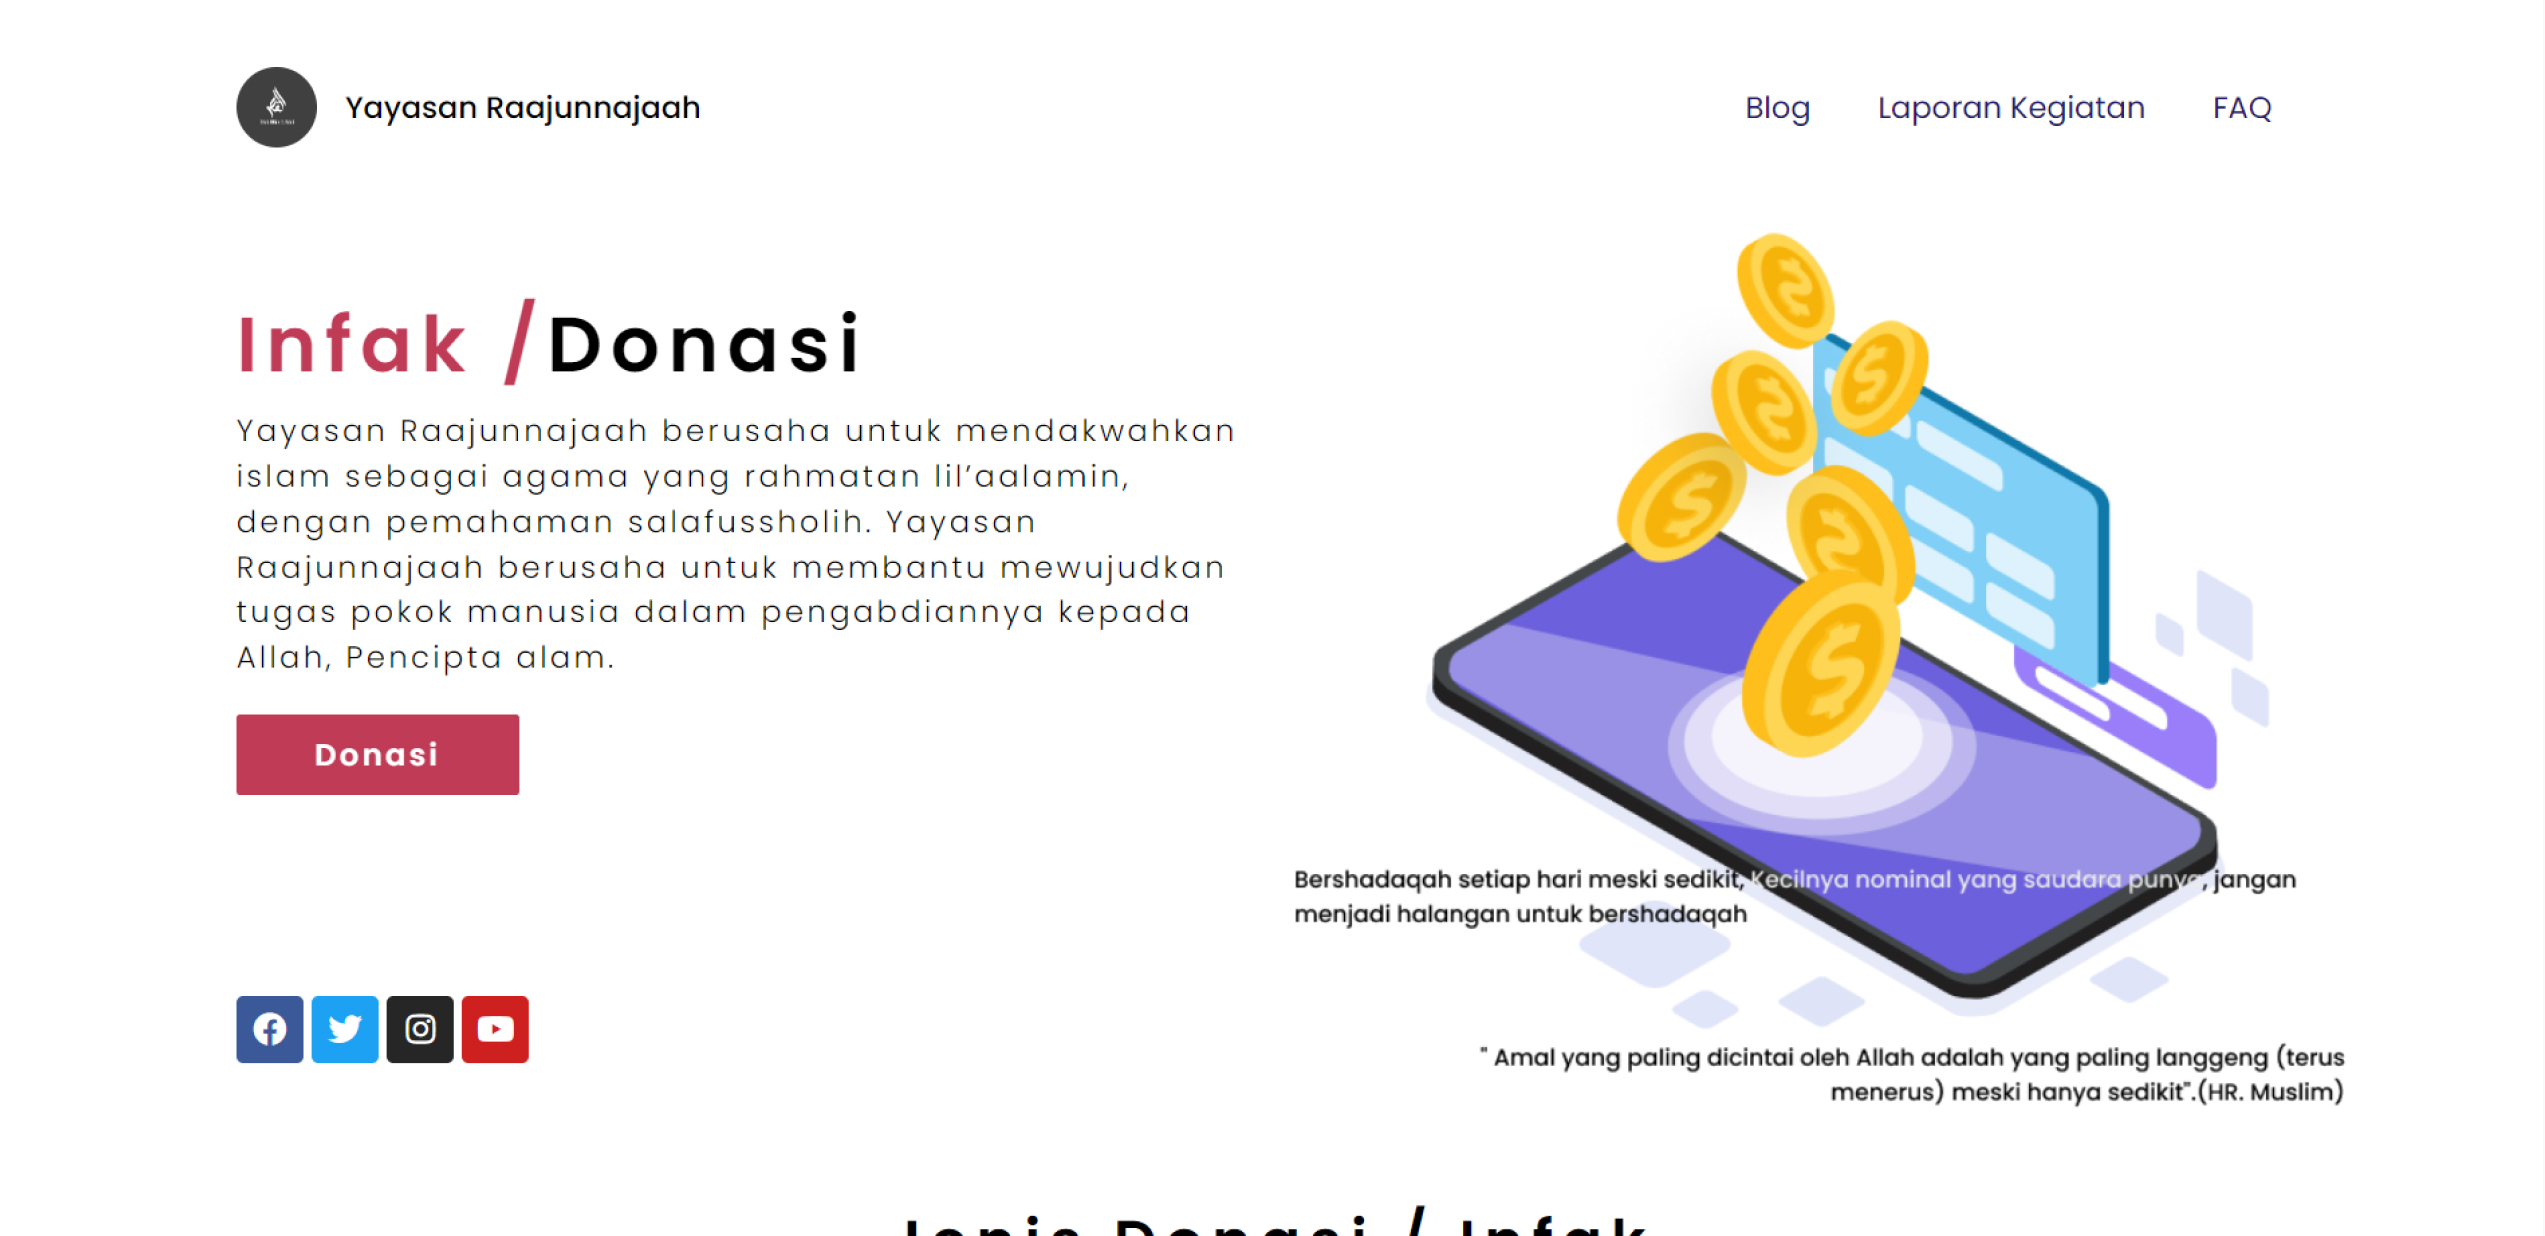 Yayasan Raajunnajaah
Blog
Laporan Kegiatan
FAQ
Infak /Donasi
Yayasan Raajunnajaah berusaha untuk mendakwahkan
islam sebagai agama yang rahmatan lil’aalamin,
dengan pemahaman salafussholih. Yayasan
Raajunnajaah berusaha untuk membantu mewujudkan
tugas pokok manusia dalam pengabdiannya kepada
Allah, Pencipta alam.
Donasi
Bershadaqah setiap hari meski sedikit, Kecilnya nominal yang saudara punya, jangan
menjadi halangan untuk bershadaqah
" Amal yang paling dicintai oleh Allah adalah yang paling langgeng (terus
menerus) meski hanya sedikit".(HR. Muslim)
Jenis Donasi / Infak